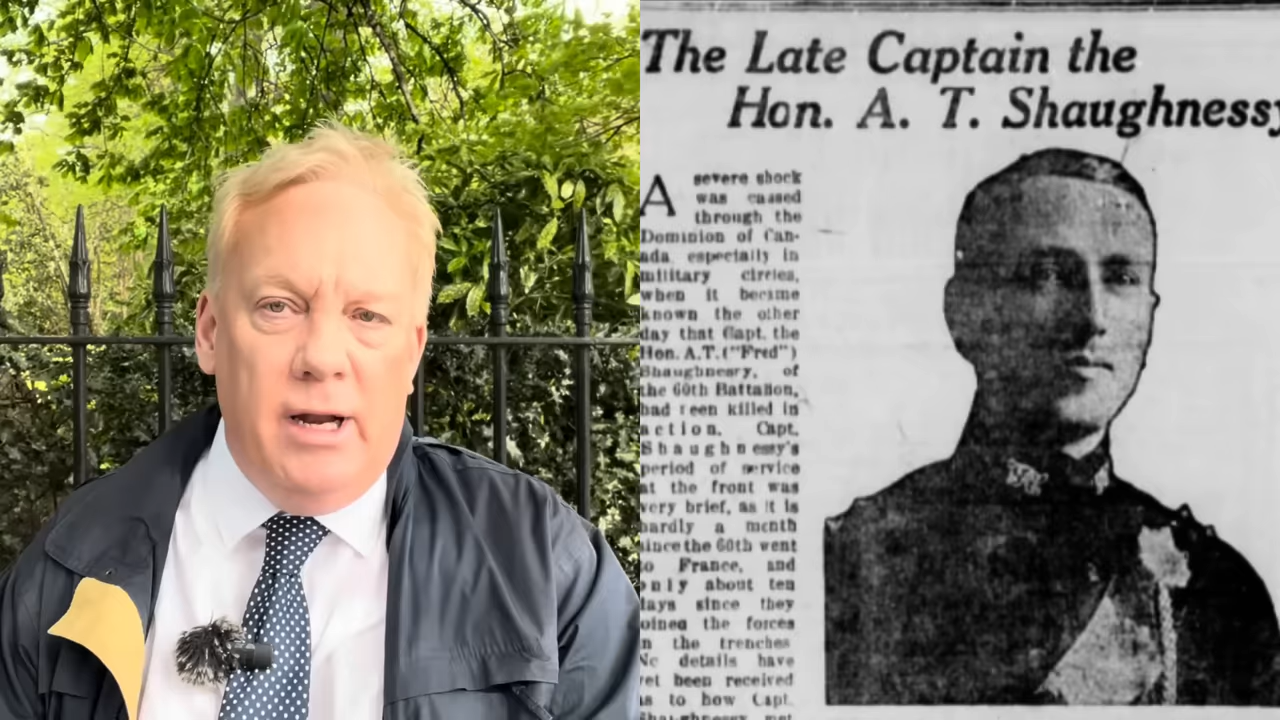 The Late Captain the
Hon. A. T. Shaughnessy
A severe shock
was caused
through the
Dominion of Can-
ada, especially in
military circles,
when it became
known the other
day that Capt. the
Hon. A.T. ("Fred")
Shaughnessy, of
the 60th Battalion,
had reen killed in
action. Capt.
Shaughnessy's
period of service
at the front was
very brief, as it is
hardly a month
since the 60th went
to France, and
only about ten
days since they
joined the forces
in the trenches
No details have
yet been received
as to how Capt.
Shaughnessy met